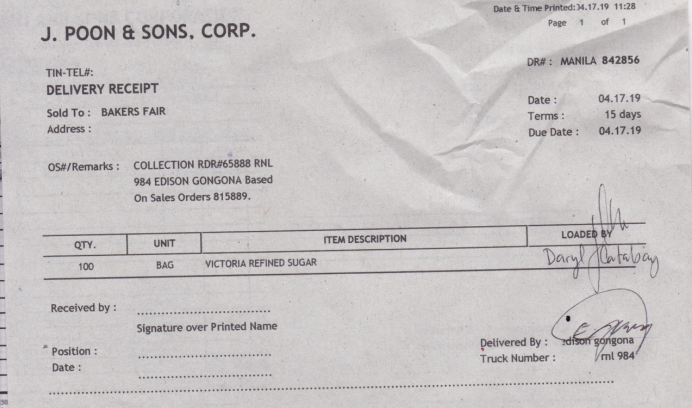 Date & Time Printed: 04.17.19 11:28
Page 1 of 1
J. POON & SONS, CORP.
DR# : MANILA 842856
TIN-TEL#:
DELIVERY RECEIPT
Sold To : BAKERS FAIR
Address :
Date : 04.17.19
Terms : 15 days
Due Date : 04.17.19
OS#/Remarks : COLLECTION RDR#65888 RNL
984 EDISON GONGONA Based
On Sales Orders 815889.
QTY. UNIT ITEM DESCRIPTION LOADED BY
100 BAG VICTORIA REFINED SUGAR Daryl Catabay
Received by :
Signature over Printed Name
Position :
Date :
Delivered By : edison gongona
Truck Number : rnl 984